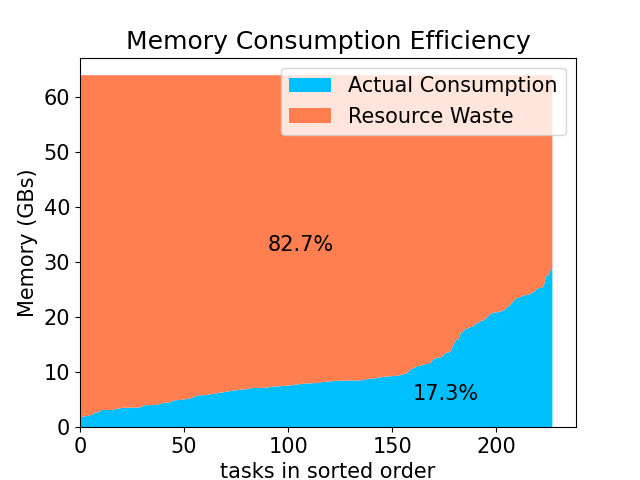 Memory Consumption Efficiency
Actual Consumption
Resource Waste
Memory (GBs)
60
50
40
30
20
10
0
82.7%
17.3%
0 50 100 150 200
tasks in sorted order